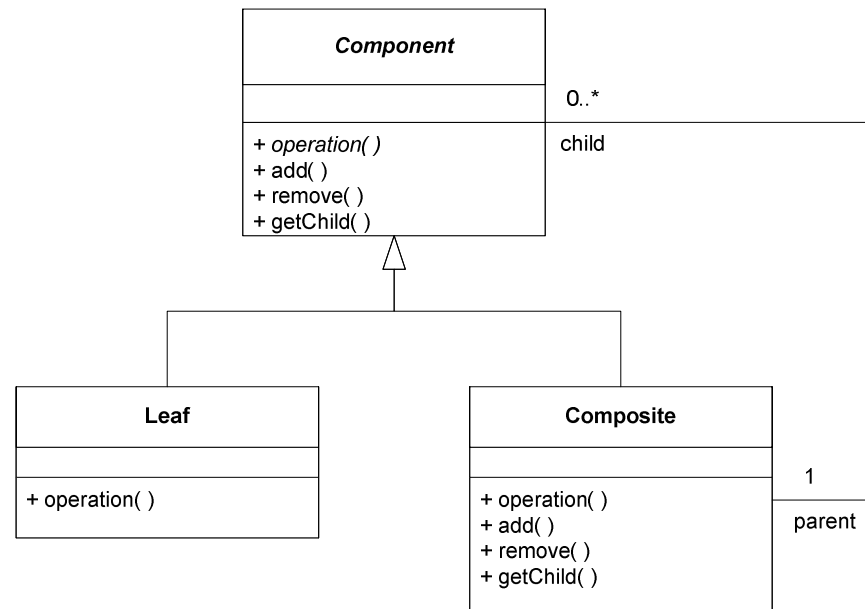 Component
0..*
child
+ operation( )
+ add( )
+ remove( )
+ getChild( )
Leaf
+ operation( )
Composite
+ operation( )
+ add( )
+ remove( )
+ getChild( )
1
parent